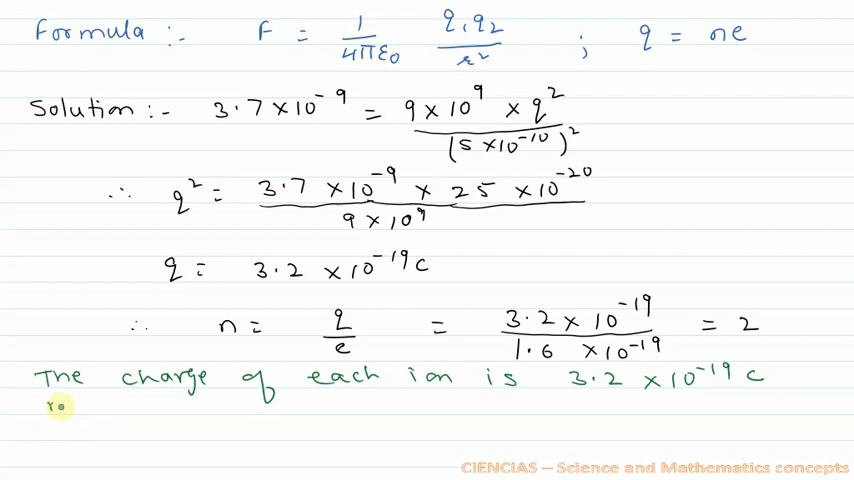 Formula :- F = 1/4πε₀ q₁q₂/r² ; q = ne
Solution :- 3.7 × 10⁻⁹ = 9 × 10⁹ × q² / (5 × 10⁻¹⁰)²
∴ q² = 3.7 × 10⁻⁹ × 25 × 10⁻²⁰ / 9 × 10⁹
q = 3.2 × 10⁻¹⁹ C
∴ n = q/e = 3.2 × 10⁻¹⁹ / 1.6 × 10⁻¹⁹ = 2
The charge of each ion is 3.2 × 10⁻¹⁹ C
CIENCIAS – Science and Mathematics concepts